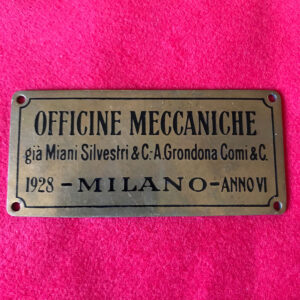 OFFICINE MECCANICHE
già Miani Silvestri & C.-A.Grondona Comi & C.
1928 - MILANO - ANNO VI